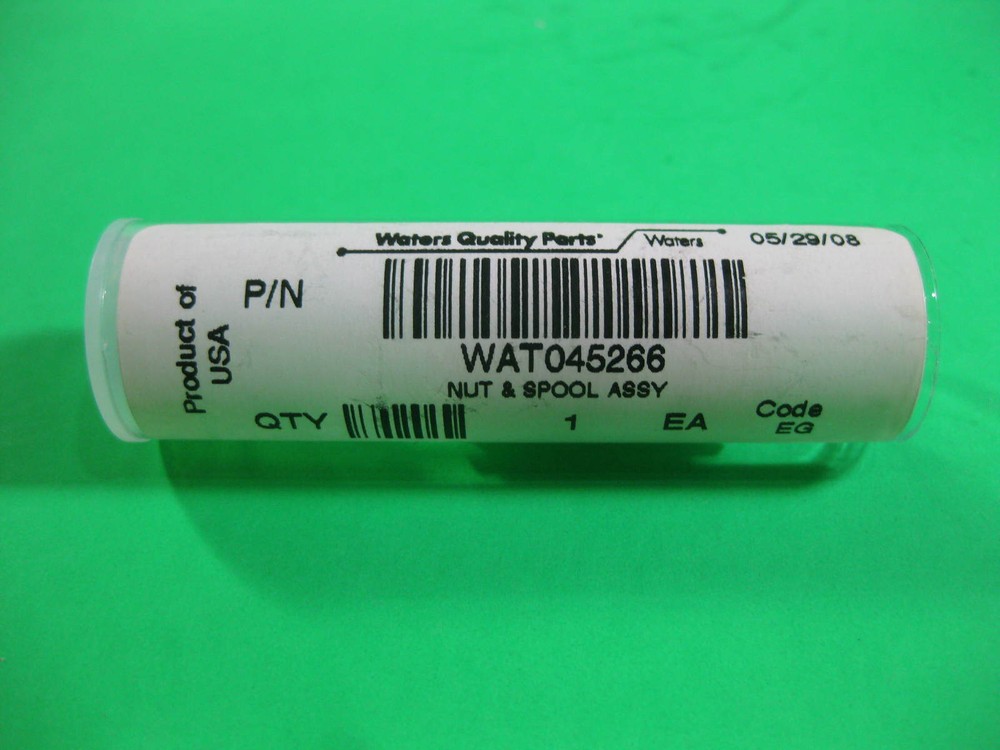 Waters Quality Parts Waters 05/29/08
Product of
USA
P/N
WAT045266
NUT & SPOOL ASSY
QTY 1 EA Code
EG